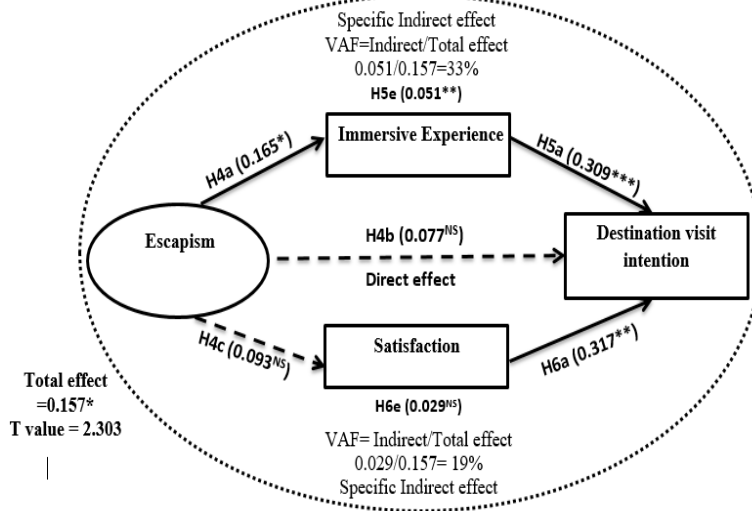 Specific Indirect effect
VAF=Indirect/Total effect
0.051/0.157=33%
H5e (0.051**)
Immersive Experience
H4a (0.165*)
H5a (0.309***)
Escapism
H4b (0.077NS)
Direct effect
Destination visit
intention
H4c (0.093NS)
Satisfaction
H6a (0.317**)
Total effect
=0.157*
T value = 2.303
H6e (0.029NS)
VAF= Indirect/Total effect
0.029/0.157= 19%
Specific Indirect effect